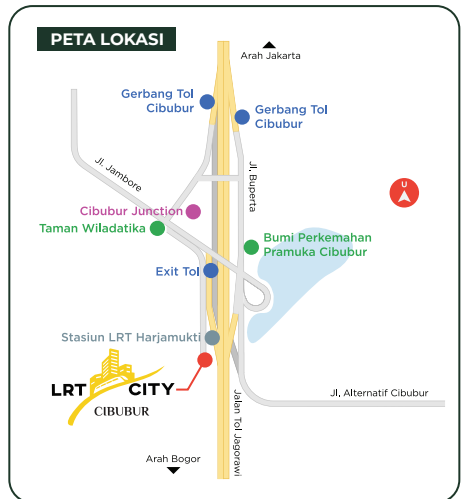 PETA LOKASI
Arah Jakarta
Gerbang Tol
Cibubur
Gerbang Tol
Cibubur
Jl. Jambore
Jl. Buperta
U
Cibubur Junction
Taman Wiladatika
Bumi Perkemahan
Pramuka Cibubur
Exit Tol
Stasiun LRT Harjamukti
LRT CITY
CIBUBUR
Jl, Alternatif Cibubur
Jalan Tol Jagorawi
Arah Bogor